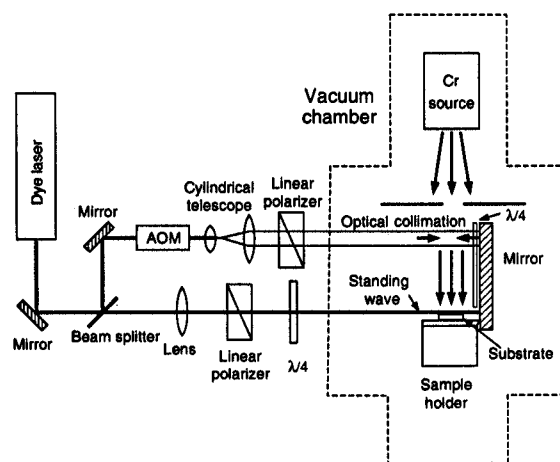 Cr
source
Vacuum
chamber
Dye laser
Mirror
Cylindrical
telescope
Linear
polarizer
λ/4
AOM
Optical collimation
Mirror
Standing
wave
Mirror
Beam splitter
Lens
Linear
polarizer
λ/4
Substrate
Sample
holder